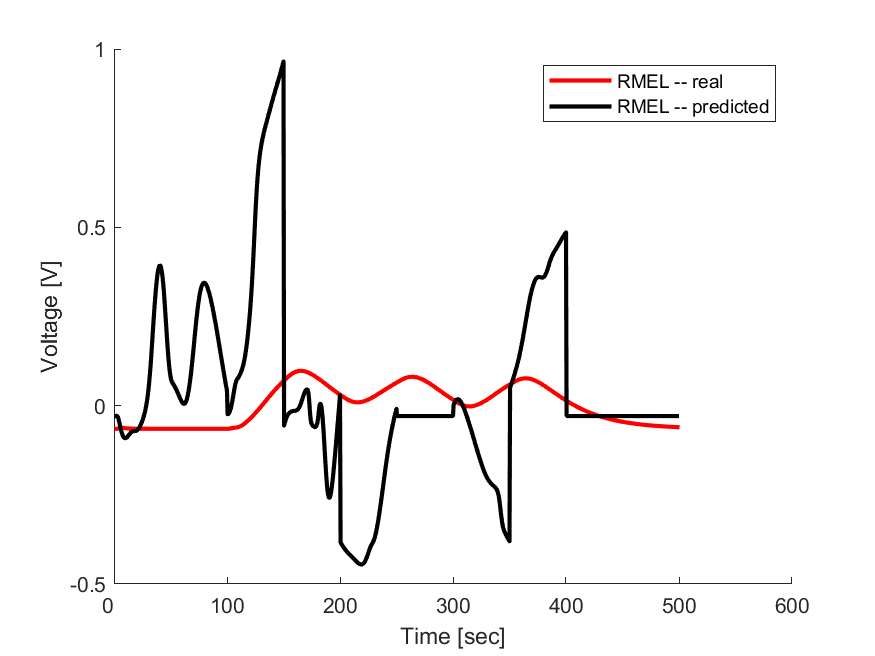 1
RMEL -- real
RMEL -- predicted
0.5
Voltage [V]
0
-0.5
0 100 200 300 400 500 600
Time [sec]